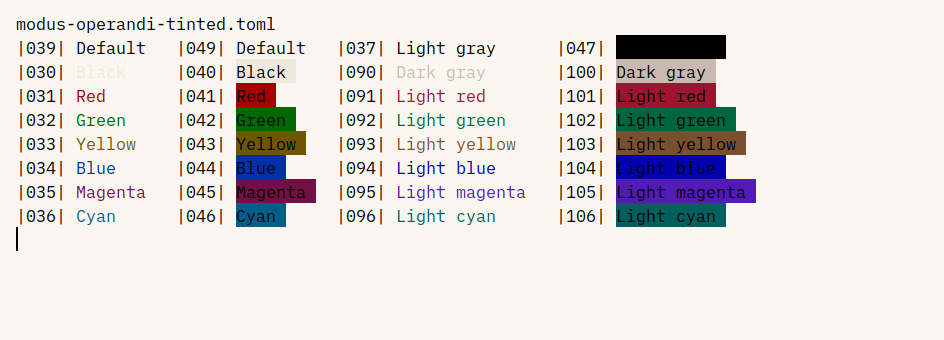 modus-operandi-tinted.toml
|039| Default |049| Default |037| Light gray |047|
|030| Black |040| Black |090| Dark gray |100| Dark gray
|031| Red |041| Red |091| Light red |101| Light red
|032| Green |042| Green |092| Light green |102| Light green
|033| Yellow |043| Yellow |093| Light yellow |103| Light yellow
|034| Blue |044| Blue |094| Light blue |104| Light blue
|035| Magenta |045| Magenta |095| Light magenta |105| Light magenta
|036| Cyan |046| Cyan |096| Light cyan |106| Light cyan